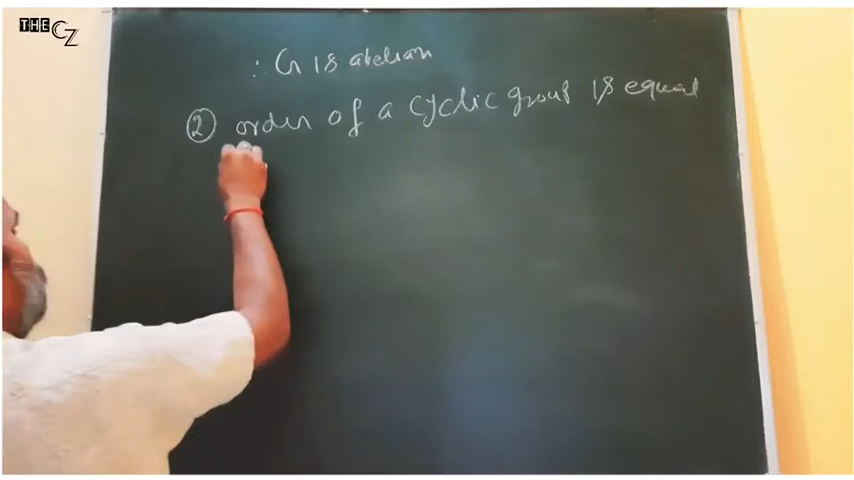 THE CZ
∴ G is abelian
② order of a cyclic group is equal